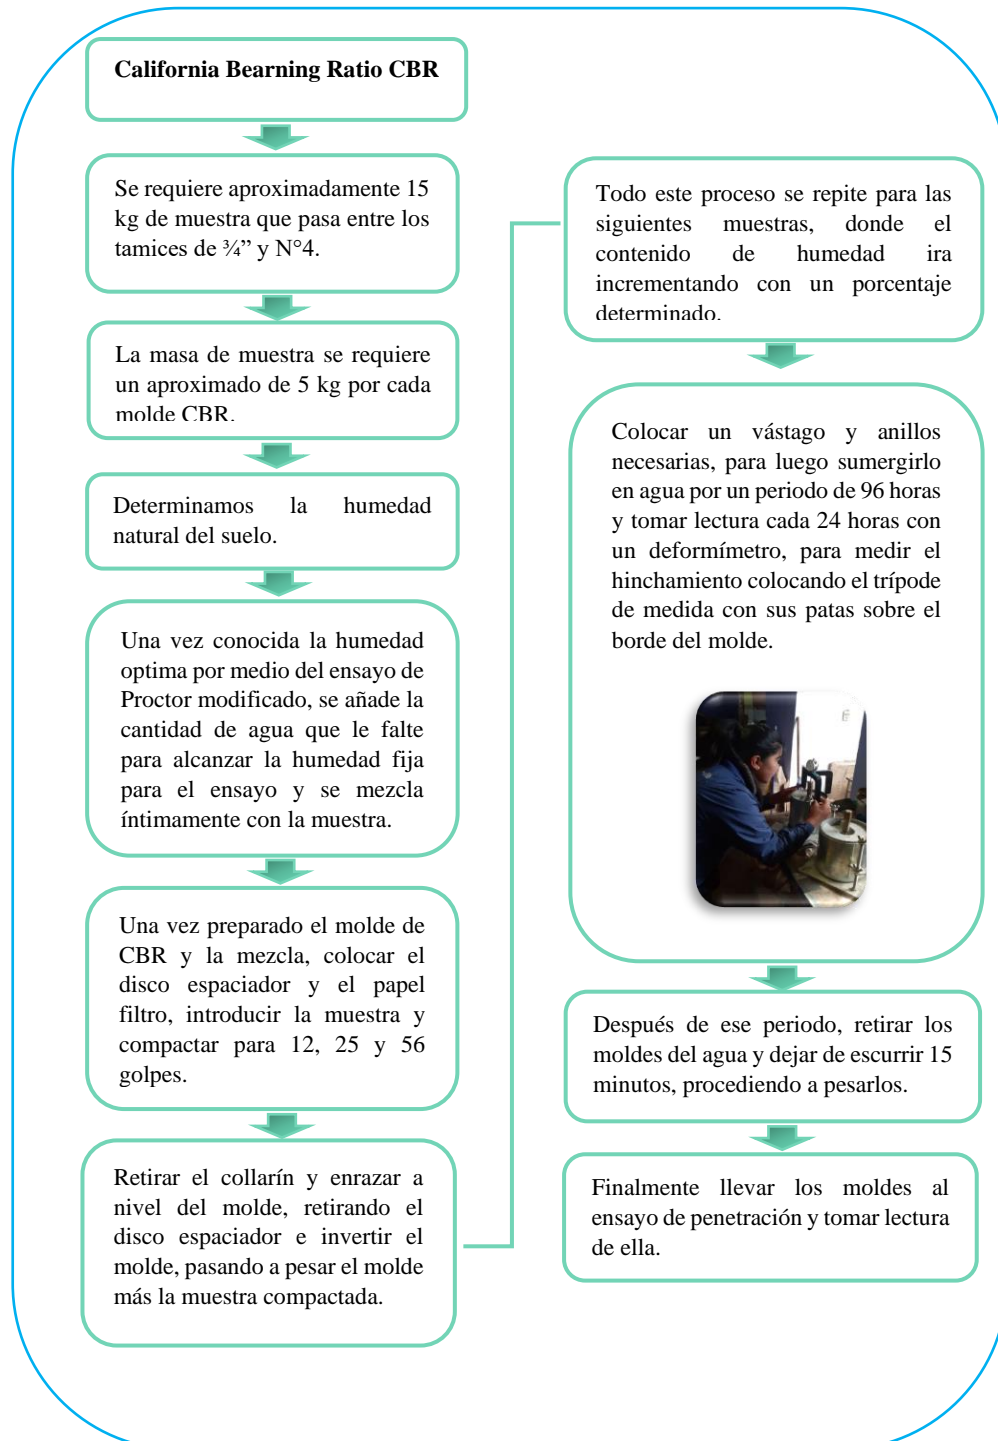 California Bearning Ratio CBR
Se requiere aproximadamente 15
kg de muestra que pasa entre los
tamices de ¾” y N°4.
La masa de muestra se requiere
un aproximado de 5 kg por cada
molde CBR.
Determinamos la humedad
natural del suelo.
Una vez conocida la humedad
optima por medio del ensayo de
Proctor modificado, se añade la
cantidad de agua que le falte
para alcanzar la humedad fija
para el ensayo y se mezcla
íntimamente con la muestra.
Una vez preparado el molde de
CBR y la mezcla, colocar el
disco espaciador y el papel
filtro, introducir la muestra y
compactar para 12, 25 y 56
golpes.
Retirar el collarín y enrazar a
nivel del molde, retirando el
disco espaciador e invertir el
molde, pasando a pesar el molde
más la muestra compactada.
Todo este proceso se repite para las
siguientes muestras, donde el
contenido de humedad ira
incrementando con un porcentaje
determinado.
Colocar un vástago y anillos
necesarias, para luego sumergirlo
en agua por un periodo de 96 horas
y tomar lectura cada 24 horas con
un deformímetro, para medir el
hinchamiento colocando el trípode
de medida con sus patas sobre el
borde del molde.
Después de ese periodo, retirar los
moldes del agua y dejar de escurrir 15
minutos, procediendo a pesarlos.
Finalmente llevar los moldes al
ensayo de penetración y tomar lectura
de ella.